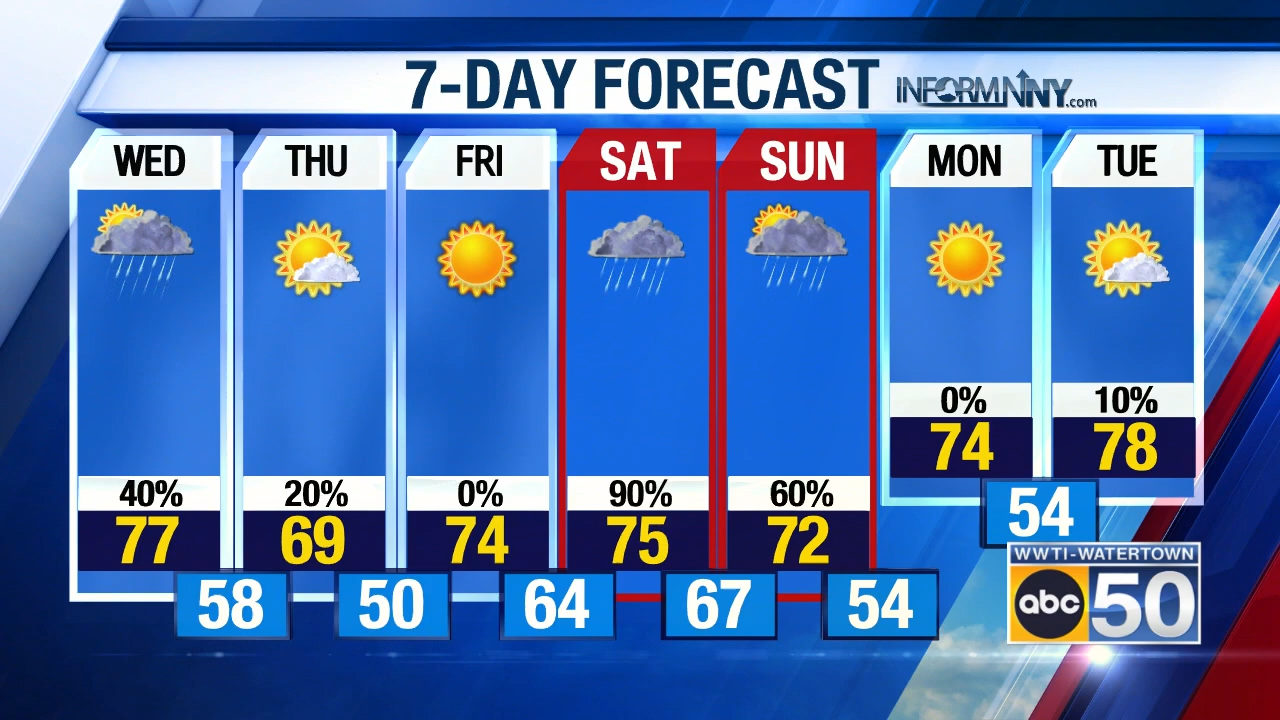 7-DAY FORECAST INFORMNNY.com
WED THU FRI SAT SUN MON TUE
0% 10%
74 78
40% 20% 0% 90% 60%
54
77 69 74 75 72
WWTI-WATERTOWN
58 50 64 67 54
abc 50